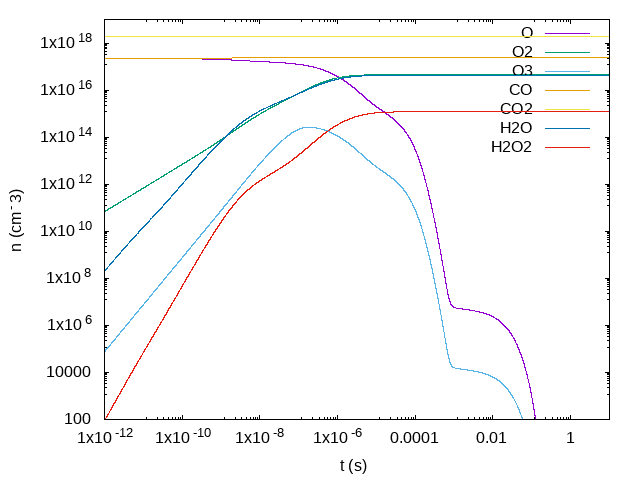 1x10 18
1x10 16
1x10 14
1x10 12
1x10 10
1x10 8
1x10 6
10000
100
1x10 -12
1x10 -10
1x10 -8
1x10 -6
0.0001
0.01
1
n (cm - 3)
t (s)
O
O2
O3
CO
CO2
H2O
H2O2